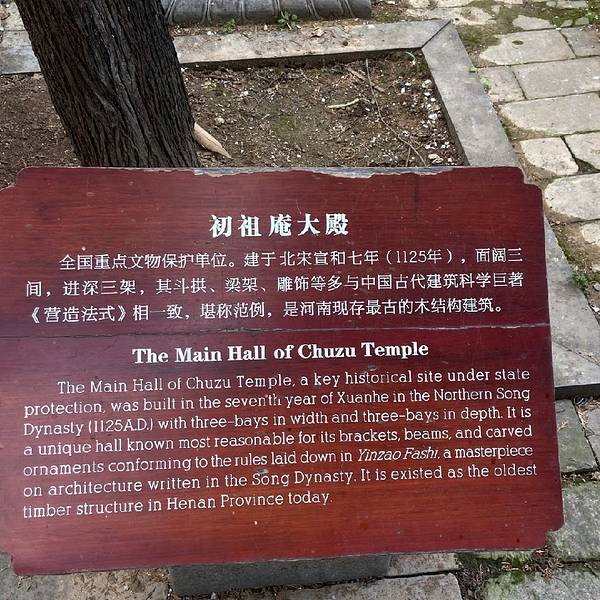 初祖庵大殿
全国重点文物保护单位。建于北宋宣和七年（1125年），面阔三
间，进深三架，其斗拱、梁架、雕饰等多与中国古代建筑科学巨著
《营造法式》相一致，堪称范例，是河南现存最古的木结构建筑。
The Main Hall of Chuzu Temple
The Main Hall of Chuzu Temple, a key historical site under state
protection, was built in the seventh year of Xuanhe in the Northern Song
Dynasty (1125A.D.) with three-bays in width and three-bays in depth. It is
a unique hall known most reasonable for its brackets, beams, and carved
ornaments conforming to the rules laid down in Yinzao Fashi, a masterpiece
on architecture written in the Song Dynasty. It is existed as the oldest
timber structure in Henan Province today.